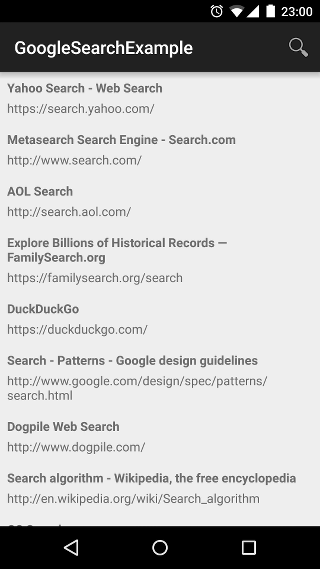 23:00
GoogleSearchExample
Yahoo Search - Web Search
https://search.yahoo.com/
Metasearch Search Engine - Search.com
http://www.search.com/
AOL Search
http://search.aol.com/
Explore Billions of Historical Records —
FamilySearch.org
https://familysearch.org/search
DuckDuckGo
https://duckduckgo.com/
Search - Patterns - Google design guidelines
http://www.google.com/design/spec/patterns/
search.html
Dogpile Web Search
http://www.dogpile.com/
Search algorithm - Wikipedia, the free encyclopedia
http://en.wikipedia.org/wiki/Search_algorithm